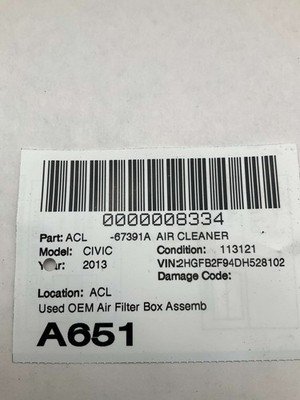 0000008334
Part: ACL -67391A AIR CLEANER
Model: CIVIC Condition: 113121
Year: 2013 VIN:2HGFB2F94DH528102
Damage Code:
Location: ACL
Used OEM Air Filter Box Assemb
A651